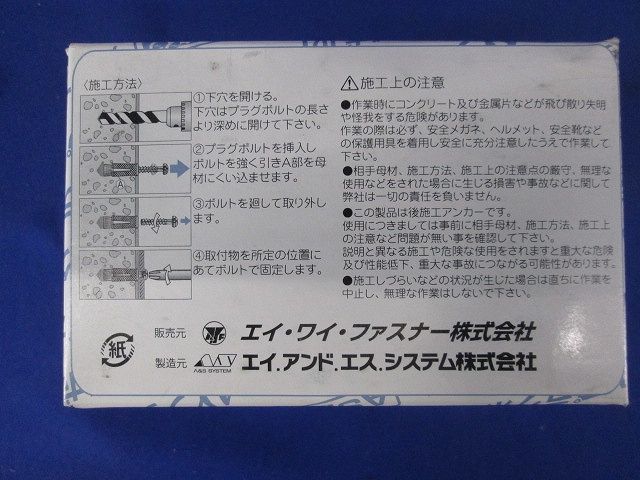 〈施工方法〉
①下穴を開ける。
下穴はプラグボルトの長さ
より深めに開けて下さい。
②プラグボルトを挿入し
ボルトを強く引きA部を母
材にくい込ませます。
A
③ボルトを廻して取り外し
ます。
④取付物を所定の位置に
あてボルトで固定します。
施工上の注意
●作業時にコンクリート及び金属片などが飛び散り失明
や怪我をする危険があります。
作業の際は必ず、安全メガネ、ヘルメット、安全靴など
の保護用具を着用し安全に充分注意したうえで作業して
下さい。
●相手母材、施工方法、施工上の注意点の厳守、無理な
使用などをされた場合に生じる損害や事故などに関して
弊社は一切の責任を負いません。
●この製品は後施工アンカーです。
使用につきましては事前に相手母材、施工方法、施工上
の注意など問題が無い事を確認して下さい。
説明と異なる施工や危険な使用をされますと重大な危険
及び性能低下、重大な事故につながる可能性があります。
●施工しづらいなどの状況が生じた場合は直ちに作業を
中止し、無理な作業はしないで下さい。
紙
販売元 エイ・ワイ・ファスナー株式会社
製造元 A&S SYSTEM エイ.アンド.エス.システム株式会社